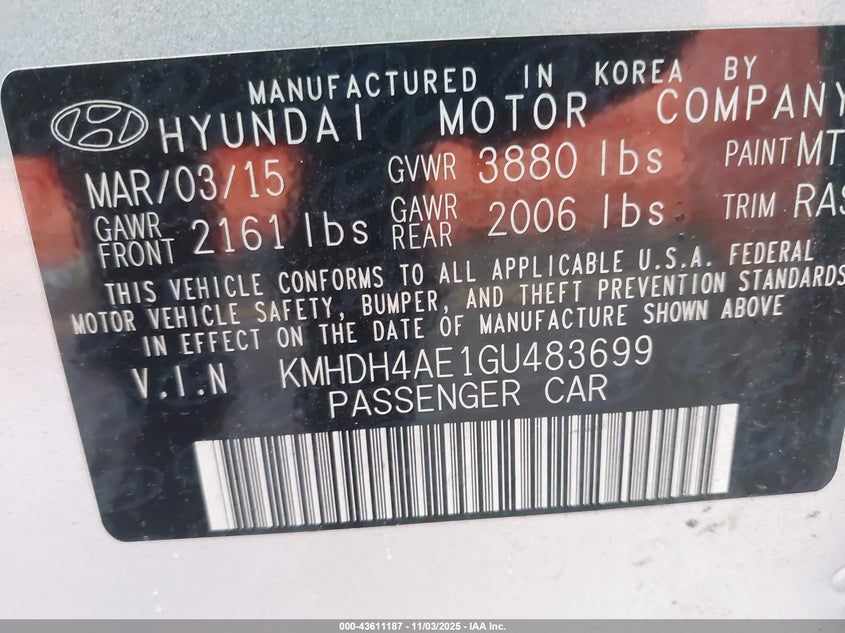 MANUFACTURED IN KOREA BY
HYUNDAI MOTOR COMPANY
MAR/03/15 GVWR 3880 lbs PAINT MT
GAWR FRONT 2161 lbs GAWR REAR 2006 lbs TRIM RAS
THIS VEHICLE CONFORMS TO ALL APPLICABLE U.S.A. FEDERAL
MOTOR VEHICLE SAFETY, BUMPER, AND THEFT PREVENTION STANDARDS
IN EFFECT ON THE DATE OF MANUFACTURE SHOWN ABOVE
V.I.N KMHDH4AE1GU483699
PASSENGER CAR
000-43611187 - 11/03/2025 - IAA Inc.